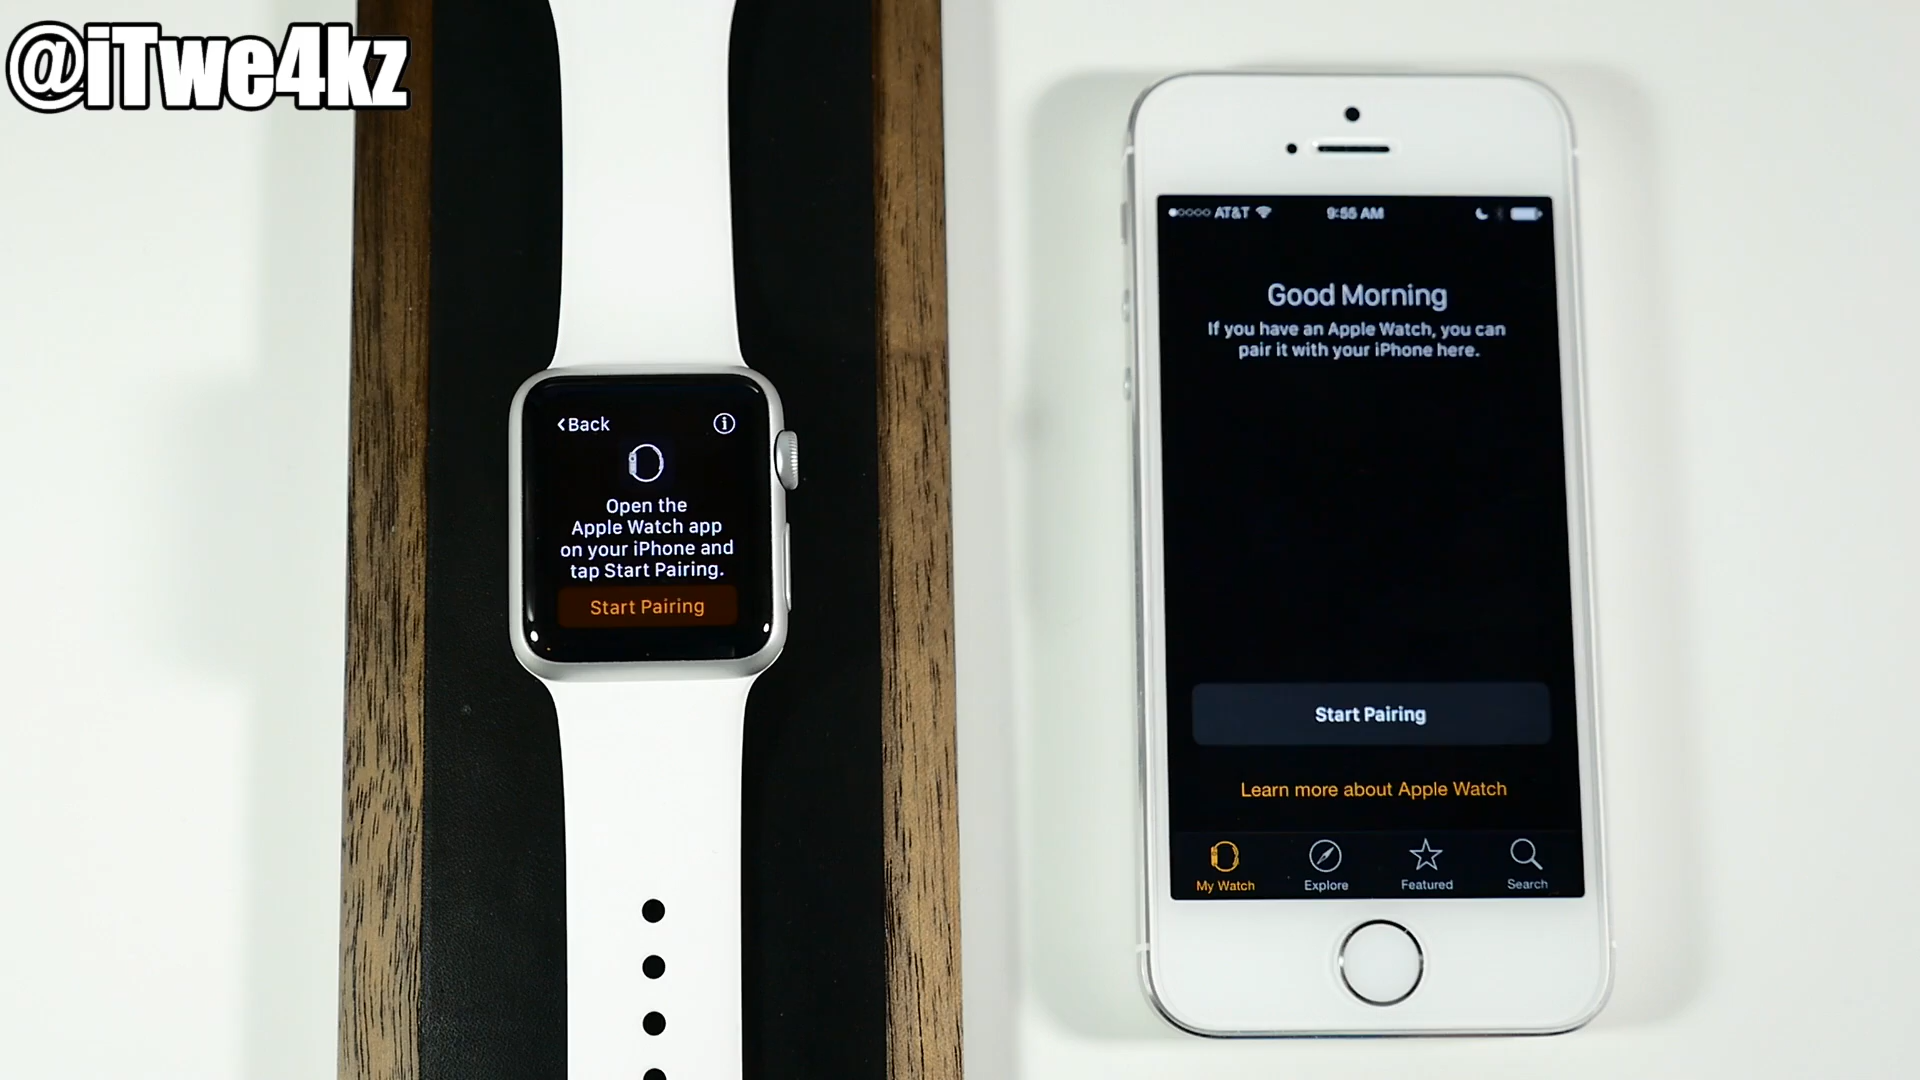 @iTwe4kz
Back
Open the
Apple Watch app
on your iPhone and
tap Start Pairing.
Start Pairing
AT&T
9:55 AM
Good Morning
If you have an Apple Watch, you can
pair it with your iPhone here.
Start Pairing
Learn more about Apple Watch
My Watch
Explore
Featured
Search